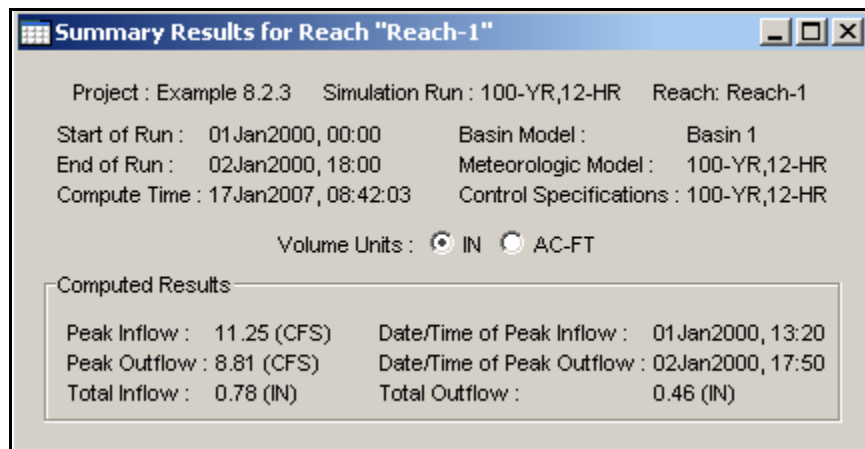 Summary Results for Reach "Reach-1"
Project : Example 8.2.3 Simulation Run : 100-YR,12-HR Reach: Reach-1
Start of Run : 01Jan2000, 00:00 Basin Model : Basin 1
End of Run : 02Jan2000, 18:00 Meteorologic Model : 100-YR,12-HR
Compute Time : 17Jan2007, 08:42:03 Control Specifications : 100-YR,12-HR
Volume Units : IN AC-FT
Computed Results
Peak Inflow : 11.25 (CFS) Date/Time of Peak Inflow : 01Jan2000, 13:20
Peak Outflow : 8.81 (CFS) Date/Time of Peak Outflow : 02Jan2000, 17:50
Total Inflow : 0.78 (IN) Total Outflow : 0.46 (IN)